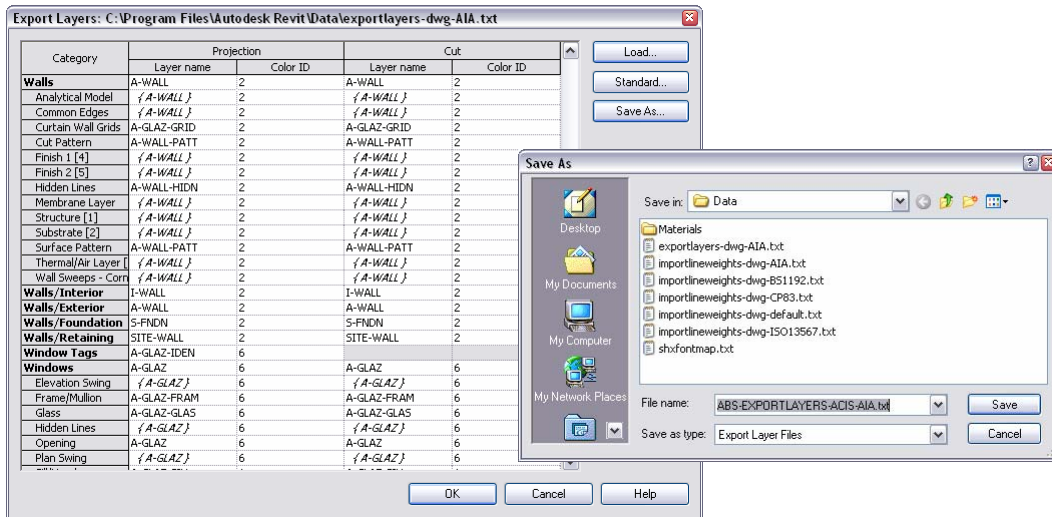 Export Layers: C:\Program Files\Autodesk Revit\Data\exportlayers-dwg-AIA.txt
Category Projection Cut
Layer name Color ID Layer name Color ID
Walls A-WALL 2 A-WALL 2
Analytical Model { A-WALL } 2 { A-WALL } 2
Common Edges { A-WALL } 2 { A-WALL } 2
Curtain Wall Grids A-GLAZ-GRID 2 A-GLAZ-GRID 2
Cut Pattern A-WALL-PATT 2 A-WALL-PATT 2
Finish 1 [4] { A-WALL } 2 { A-WALL } 2
Finish 2 [5] { A-WALL } 2 { A-WALL } 2
Hidden Lines A-WALL-HIDN 2 A-WALL-HIDN 2
Membrane Layer { A-WALL } 2 { A-WALL } 2
Structure [1] { A-WALL } 2 { A-WALL } 2
Substrate [2] { A-WALL } 2 { A-WALL } 2
Surface Pattern A-WALL-PATT 2 A-WALL-PATT 2
Thermal/Air Layer [ { A-WALL } 2 { A-WALL } 2
Wall Sweeps - Corn { A-WALL } 2 { A-WALL } 2
Walls/Interior I-WALL 2 I-WALL 2
Walls/Exterior A-WALL 2 A-WALL 2
Walls/Foundation S-FNDN 2 S-FNDN 2
Walls/Retaining SITE-WALL 2 SITE-WALL 2
Window Tags A-GLAZ-IDEN 6
Windows A-GLAZ 6 A-GLAZ 6
Elevation Swing { A-GLAZ } 6 { A-GLAZ } 6
Frame/Mullion A-GLAZ-FRAM 6 A-GLAZ-FRAM 6
Glass A-GLAZ-GLAS 6 A-GLAZ-GLAS 6
Hidden Lines { A-GLAZ } 6 { A-GLAZ } 6
Opening A-GLAZ 6 A-GLAZ 6
Plan Swing { A-GLAZ } 6 { A-GLAZ } 6
Load...
Standard...
Save As...
OK Cancel Help
Save As
Save in: Data
Desktop
My Documents
My Computer
My Network Places
Materials
exportlayers-dwg-AIA.txt
importlineweights-dwg-AIA.txt
importlineweights-dwg-BS1192.txt
importlineweights-dwg-CP83.txt
importlineweights-dwg-default.txt
importlineweights-dwg-ISO13567.txt
shxfontmap.txt
File name: ABS-EXPORTLAYERS-ACIS-AIA.txt Save
Save as type: Export Layer Files Cancel